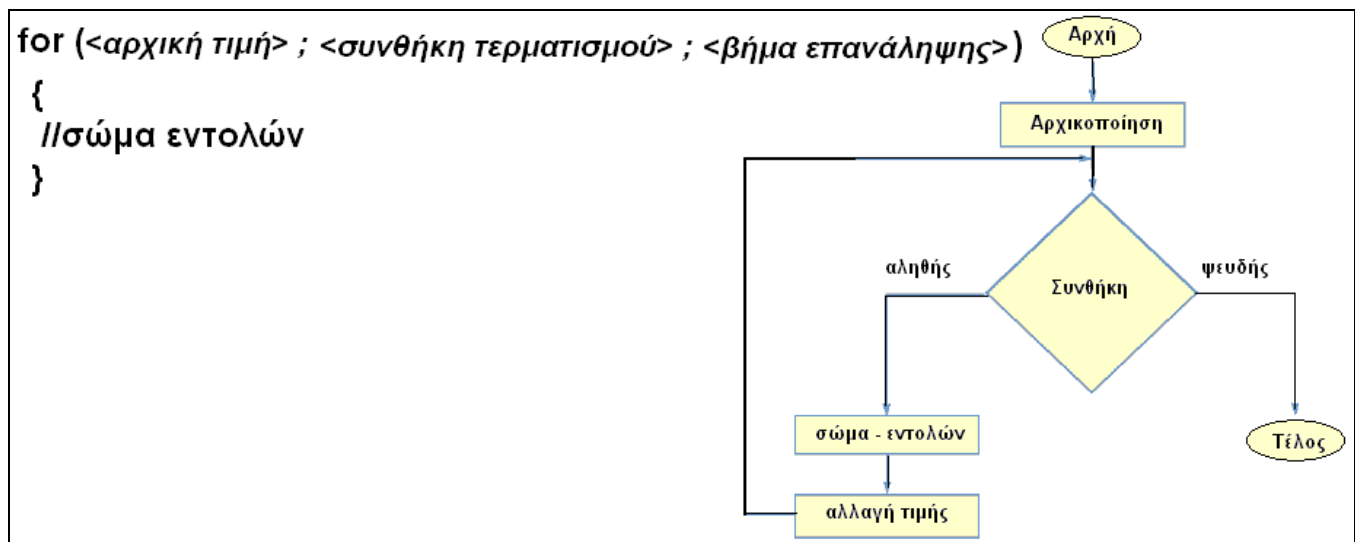 for (<αρχική τιμή> ; <συνθήκη τερματισμού> ; <βήμα επανάληψης>)
{
//σώμα εντολών
}
Αρχή
Αρχικοποίηση
Συνθήκη
αληθής
ψευδής
σώμα - εντολών
αλλαγή τιμής
Τέλος